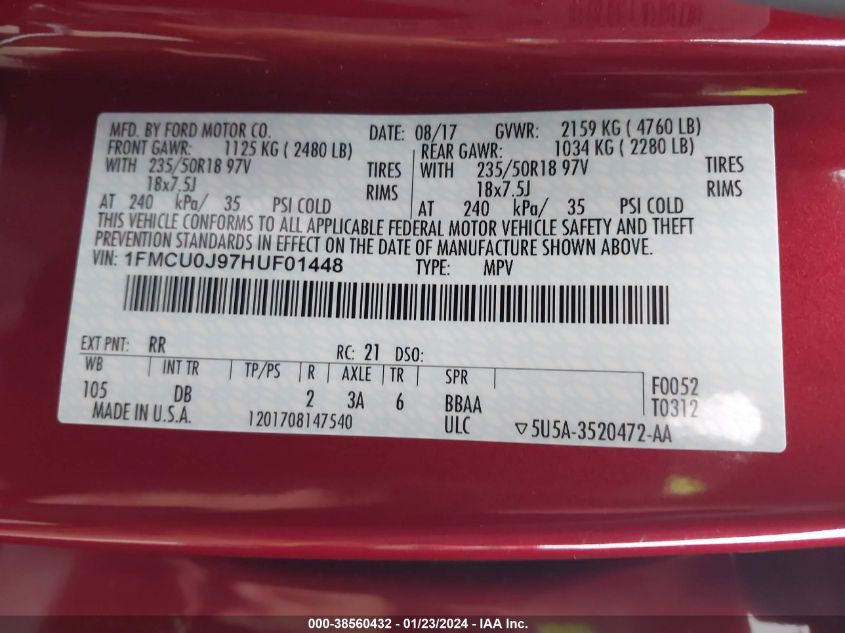 MFD. BY FORD MOTOR CO. DATE: 08/17 GVWR: 2159 KG ( 4760 LB)
FRONT GAWR: 1125 KG ( 2480 LB) REAR GAWR: 1034 KG ( 2280 LB)
WITH 235/50R18 97V TIRES WITH 235/50R18 97V TIRES
18x7.5J RIMS 18x7.5J RIMS
AT 240 kPa/ 35 PSI COLD AT 240 kPa/ 35 PSI COLD
THIS VEHICLE CONFORMS TO ALL APPLICABLE FEDERAL MOTOR VEHICLE SAFETY AND THEFT
PREVENTION STANDARDS IN EFFECT ON THE DATE OF MANUFACTURE SHOWN ABOVE.
VIN: 1FMCU0J97HUF01448 TYPE: MPV
EXT PNT: RR RC: 21 DSO:
WB INT TR TP/PS R AXLE TR SPR
105 DB 2 3A 6 BBAA F0052
MADE IN U.S.A. 1201708147540 ULC T0312
▽5U5A-3520472-AA
000-38560432 - 01/23/2024 - IAA, Inc.